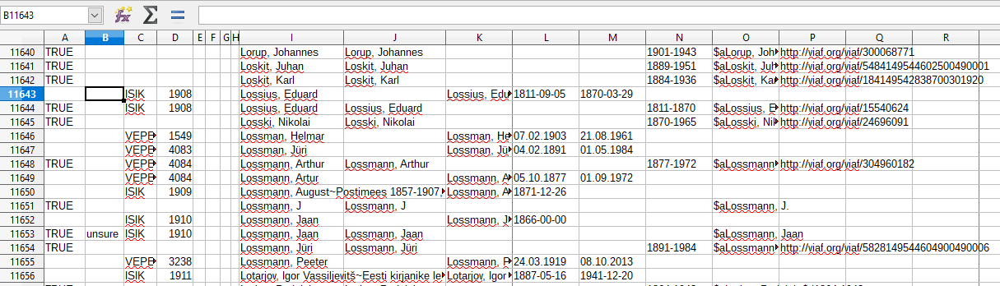 B11643
A B C D E F G H I J K L M N O P Q R
11640 TRUE Lorup, Johannes Lorup, Johannes 1901-1943 $aLorup, Joh http://viaf.org/viaf/300068771
11641 TRUE Loskit, Juhan Loskit, Juhan 1889-1951 $aLoskit, Juh http://viaf.org/viaf/5484149544602500490001
11642 TRUE Loskit, Karl Loskit, Karl 1884-1936 $aLoskit, Ka http://viaf.org/viaf/184149542838700301920
11643 ISIK 1908 Lossius, Eduard Lossius, Edu 1811-09-05 1870-03-29
11644 TRUE ISIK 1908 Lossius, Eduard Lossius, Eduard 1811-1870 $aLossius, E http://viaf.org/viaf/15540624
11645 TRUE Losski, Nikolai Losski, Nikolai 1870-1965 $aLosski, Nil http://viaf.org/viaf/24696091
11646 VEPE 1549 Lossman, Helmar Lossman, He 07.02.1903 21.08.1961
11647 VEPE 4083 Lossman, Jüri Lossman, Jü 04.02.1891 01.05.1984
11648 TRUE VEPE 4084 Lossmann, Arthur Lossmann, Arthur 1877-1972 $aLossmann http://viaf.org/viaf/304960182
11649 VEPE 4084 Lossmann, Artur Lossmann, A 05.10.1877 01.09.1972
11650 ISIK 1909 Lossmann, August~Postimees 1857-1907, Lossmann, A 1871-12-26
11651 TRUE Lossmann, J Lossmann, J $aLossmann, J.
11652 ISIK 1910 Lossmann, Jaan Lossmann, J 1866-00-00
11653 TRUE unsure ISIK 1910 Lossmann, Jaan Lossmann, Jaan $aLossmann, Jaan
11654 TRUE Lossmann, Jüri Lossmann, Jüri 1891-1984 $aLossmann http://viaf.org/viaf/5828149544604900490006
11655 VEPE 3238 Lossmann, Peeter Lossmann, P 24.03.1919 08.10.2013
11656 ISIK 1911 Lotarjov, Igor Vassiljevitš~Eesti kirjanike le Lotarjov, Igor 1887-05-16 1941-12-20